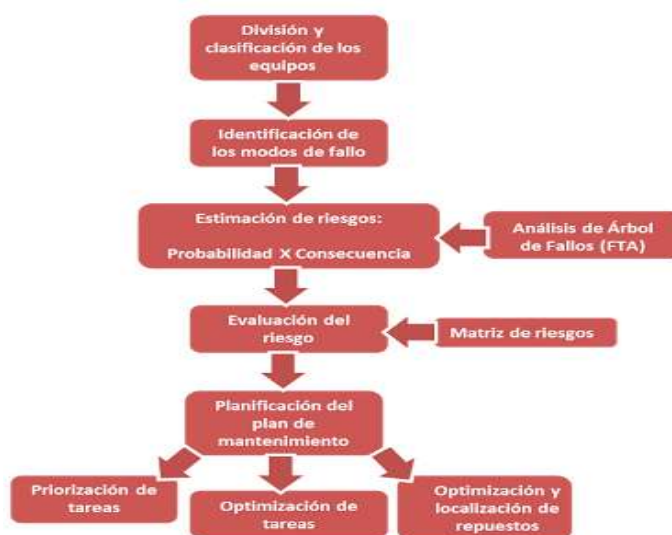 División y
clasificación de los
equipos
Identificación de
los modos de fallo
Estimación de riesgos:
Probabilidad X Consecuencia
Análisis de Árbol
de Fallos (FTA)
Evaluación del
riesgo
Matriz de riesgos
Planificación del
plan de
mantenimiento
Priorización de
tareas
Optimización de
tareas
Optimización y
localización de
repuestos